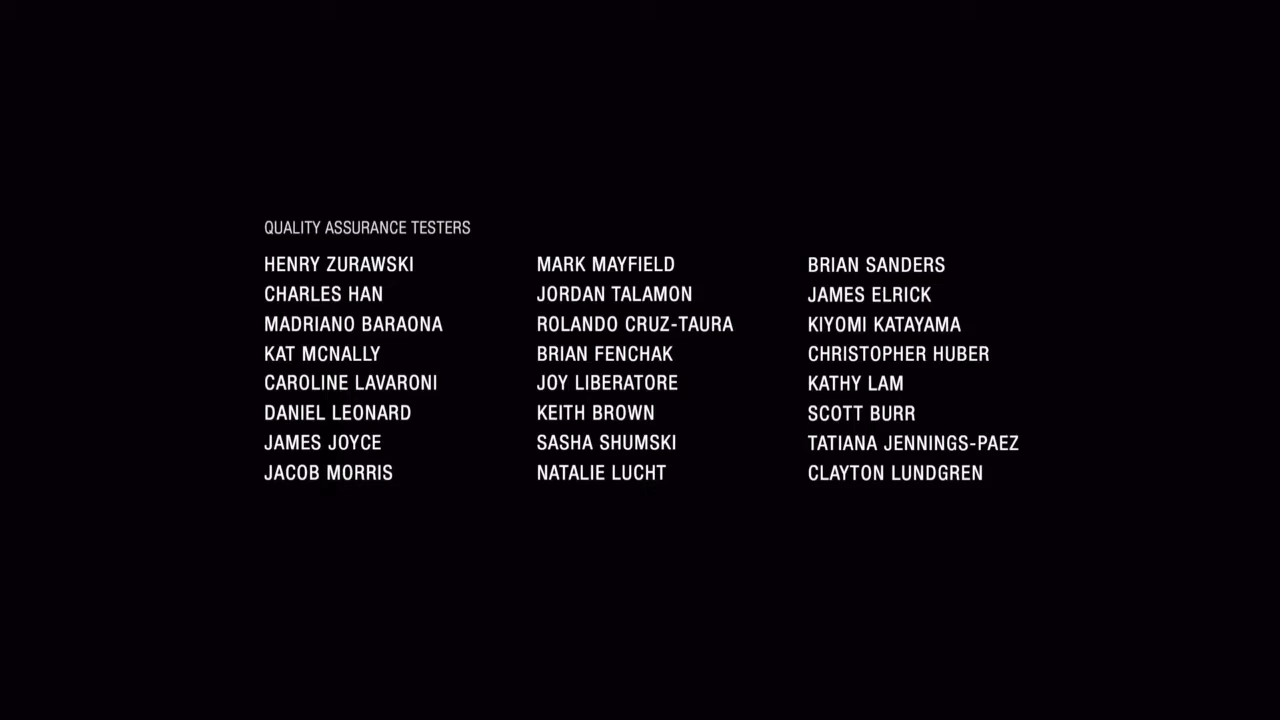 QUALITY ASSURANCE TESTERS
HENRY ZURAWSKI
CHARLES HAN
MADRIANO BARAONA
KAT MCNALLY
CAROLINE LAVARONI
DANIEL LEONARD
JAMES JOYCE
JACOB MORRIS
MARK MAYFIELD
JORDAN TALAMON
ROLANDO CRUZ-TAURA
BRIAN FENCHAK
JOY LIBERATORE
KEITH BROWN
SASHA SHUMSKI
NATALIE LUCHT
BRIAN SANDERS
JAMES ELRICK
KIYOMI KATAYAMA
CHRISTOPHER HUBER
KATHY LAM
SCOTT BURR
TATIANA JENNINGS-PAEZ
CLAYTON LUNDGREN